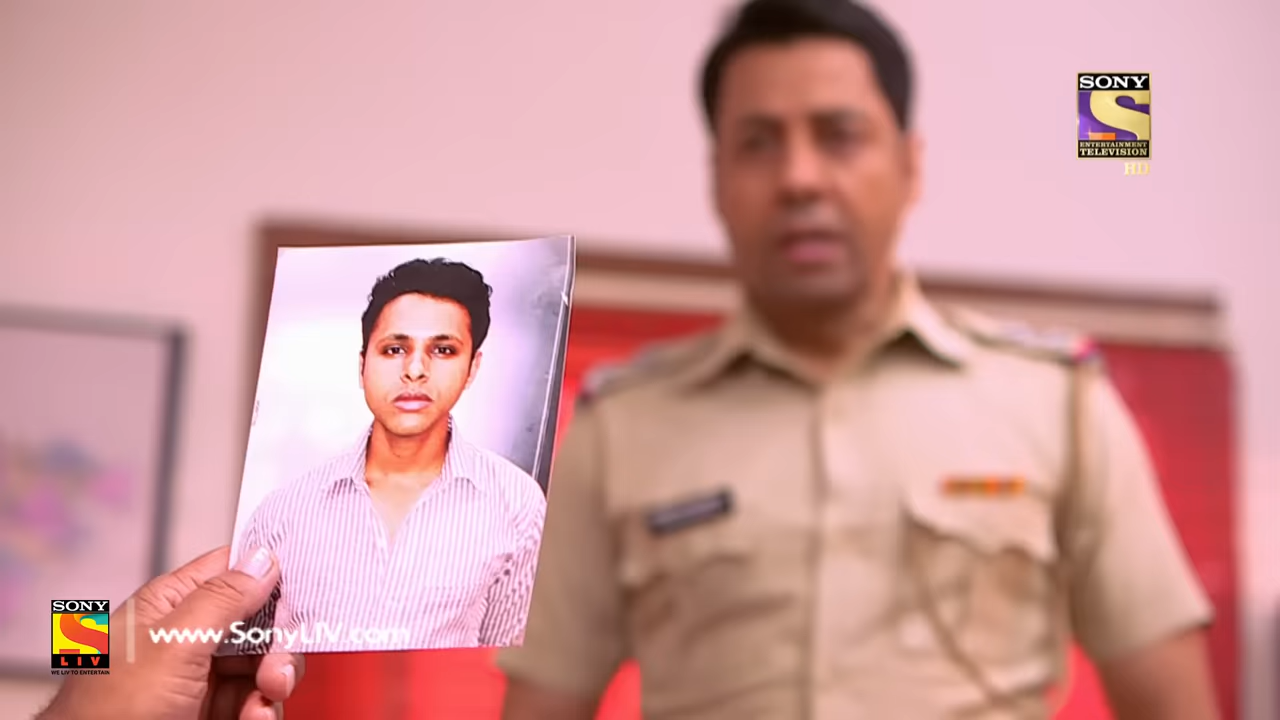 SONY
ENTERTAINMENT
TELEVISION
HD
SONY
LIV
WE LIV TO ENTERTAIN
www.SonyLIV.com